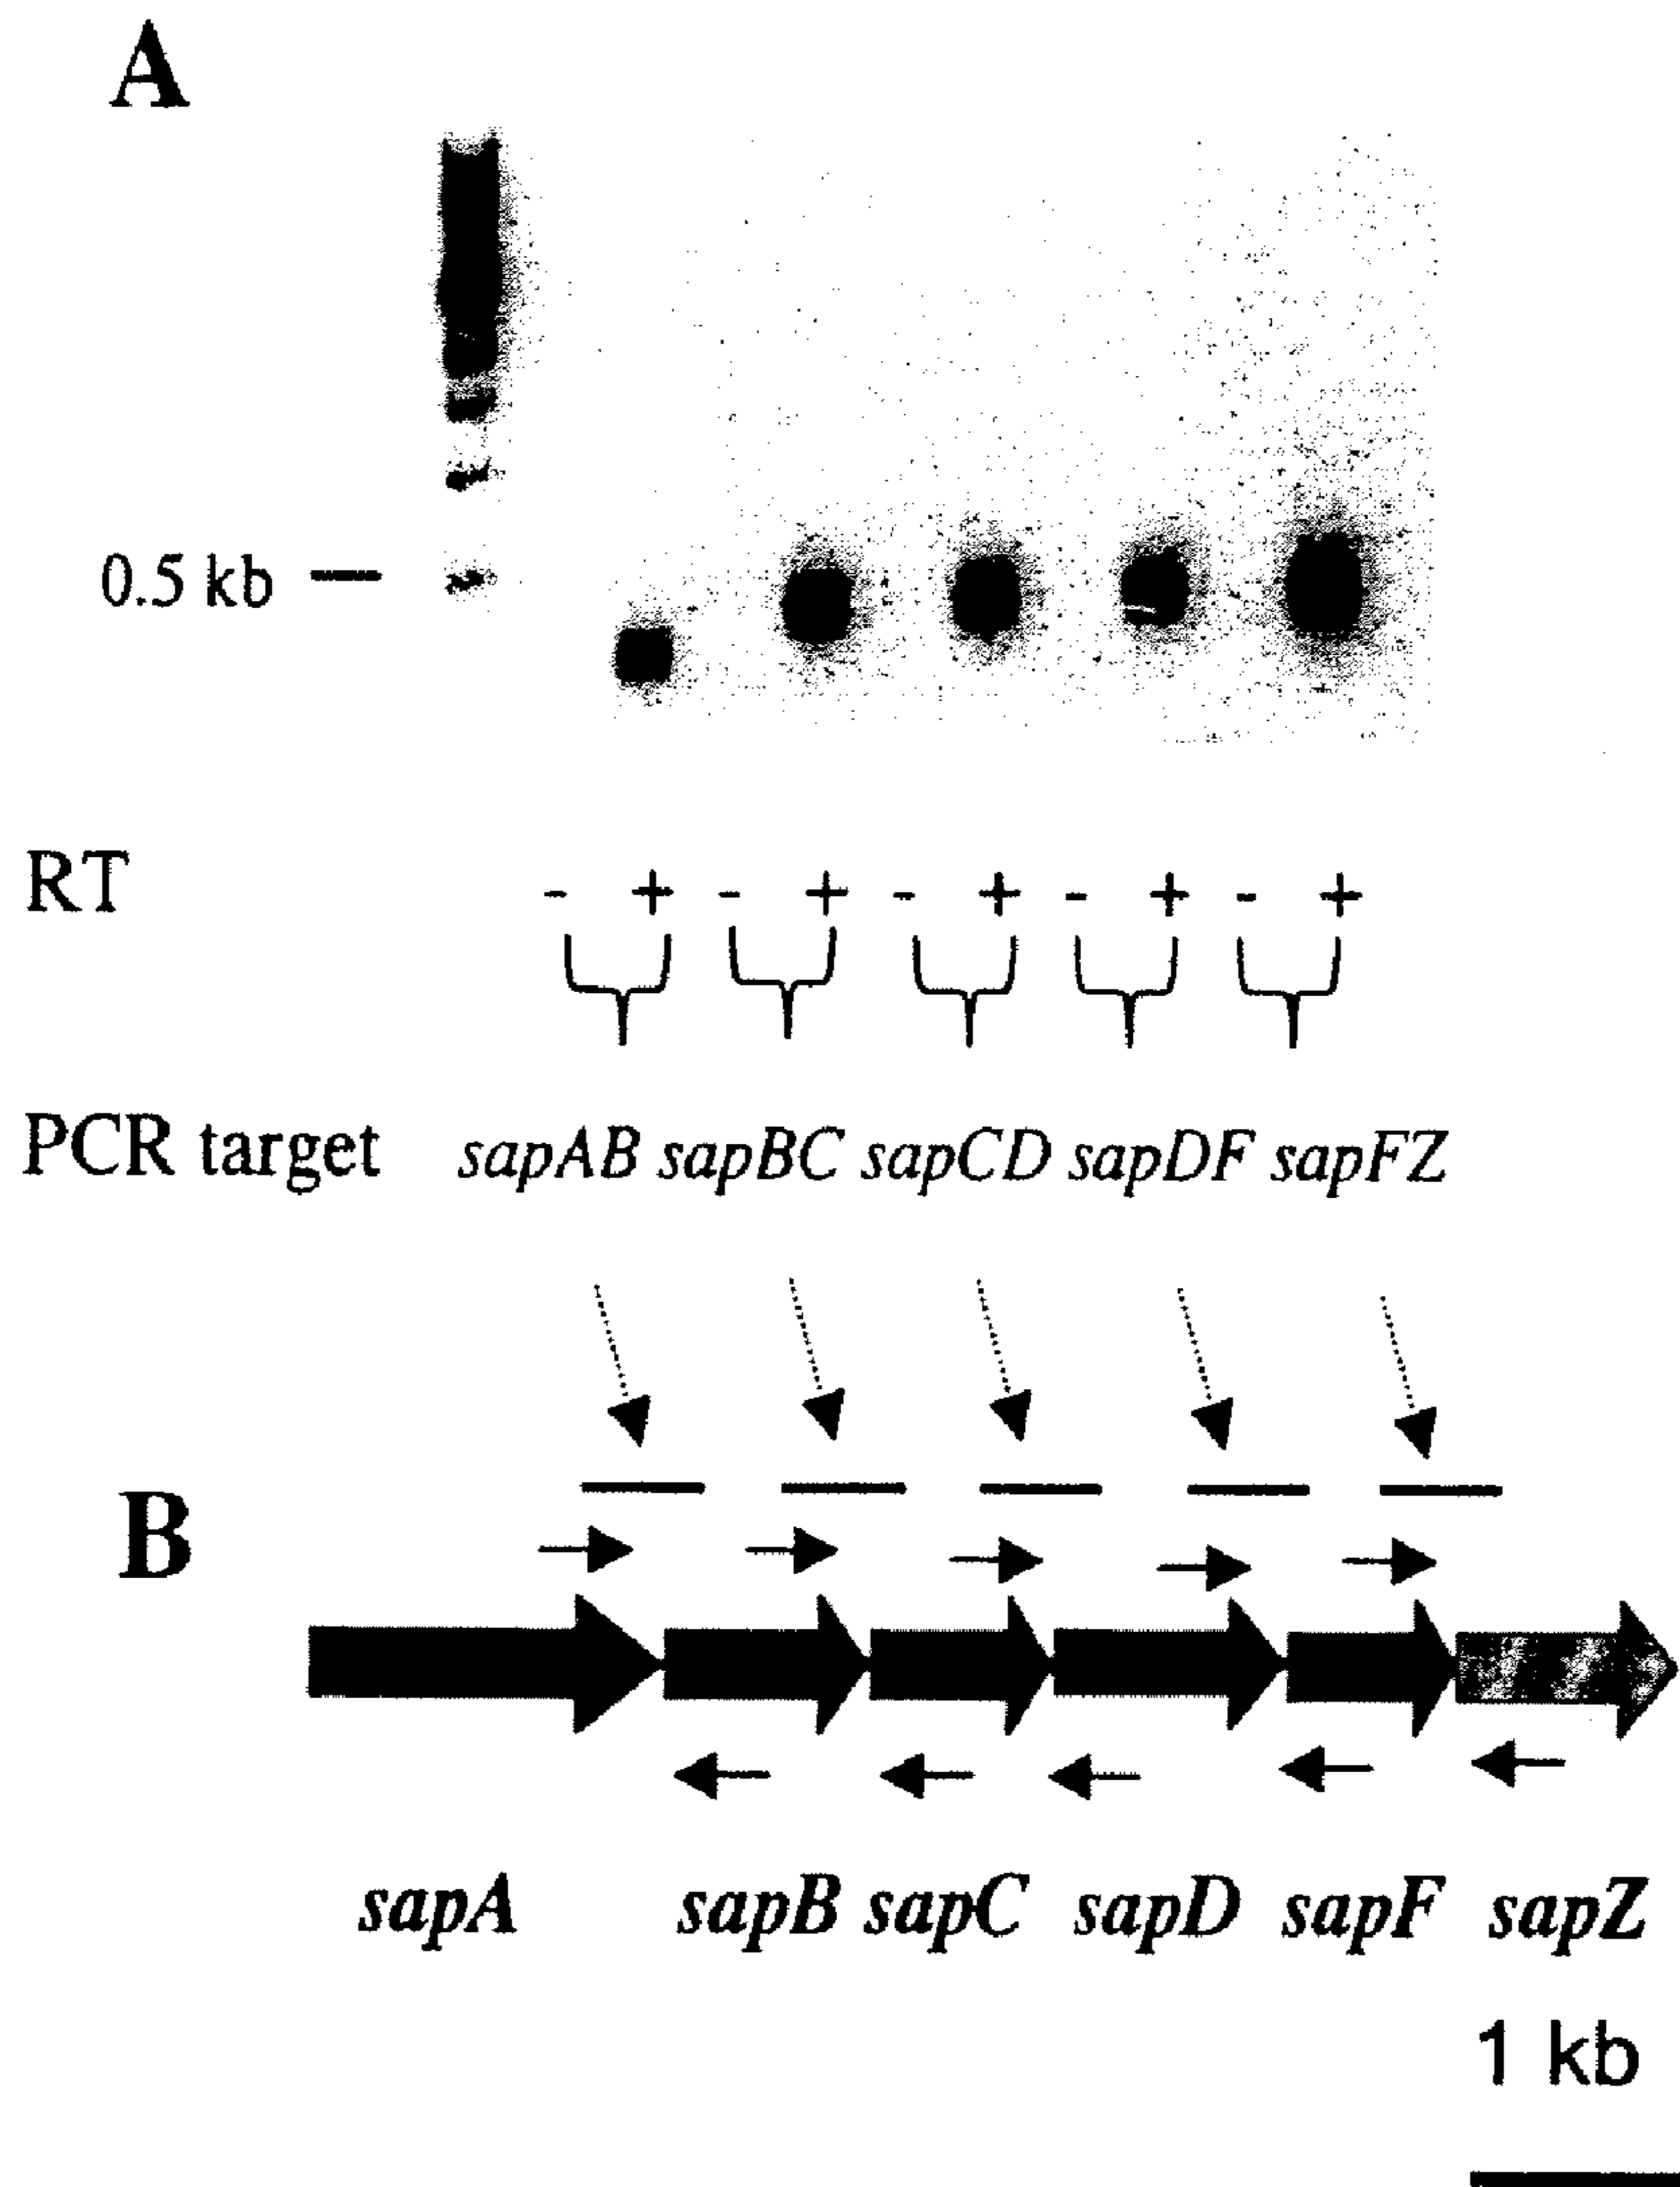 A
0.5 kb
RT - + - + - + - + - +
PCR target sapAB sapBC sapCD sapDF sapFZ
B
sapA sapB sapC sapD sapF sapZ
1 kb